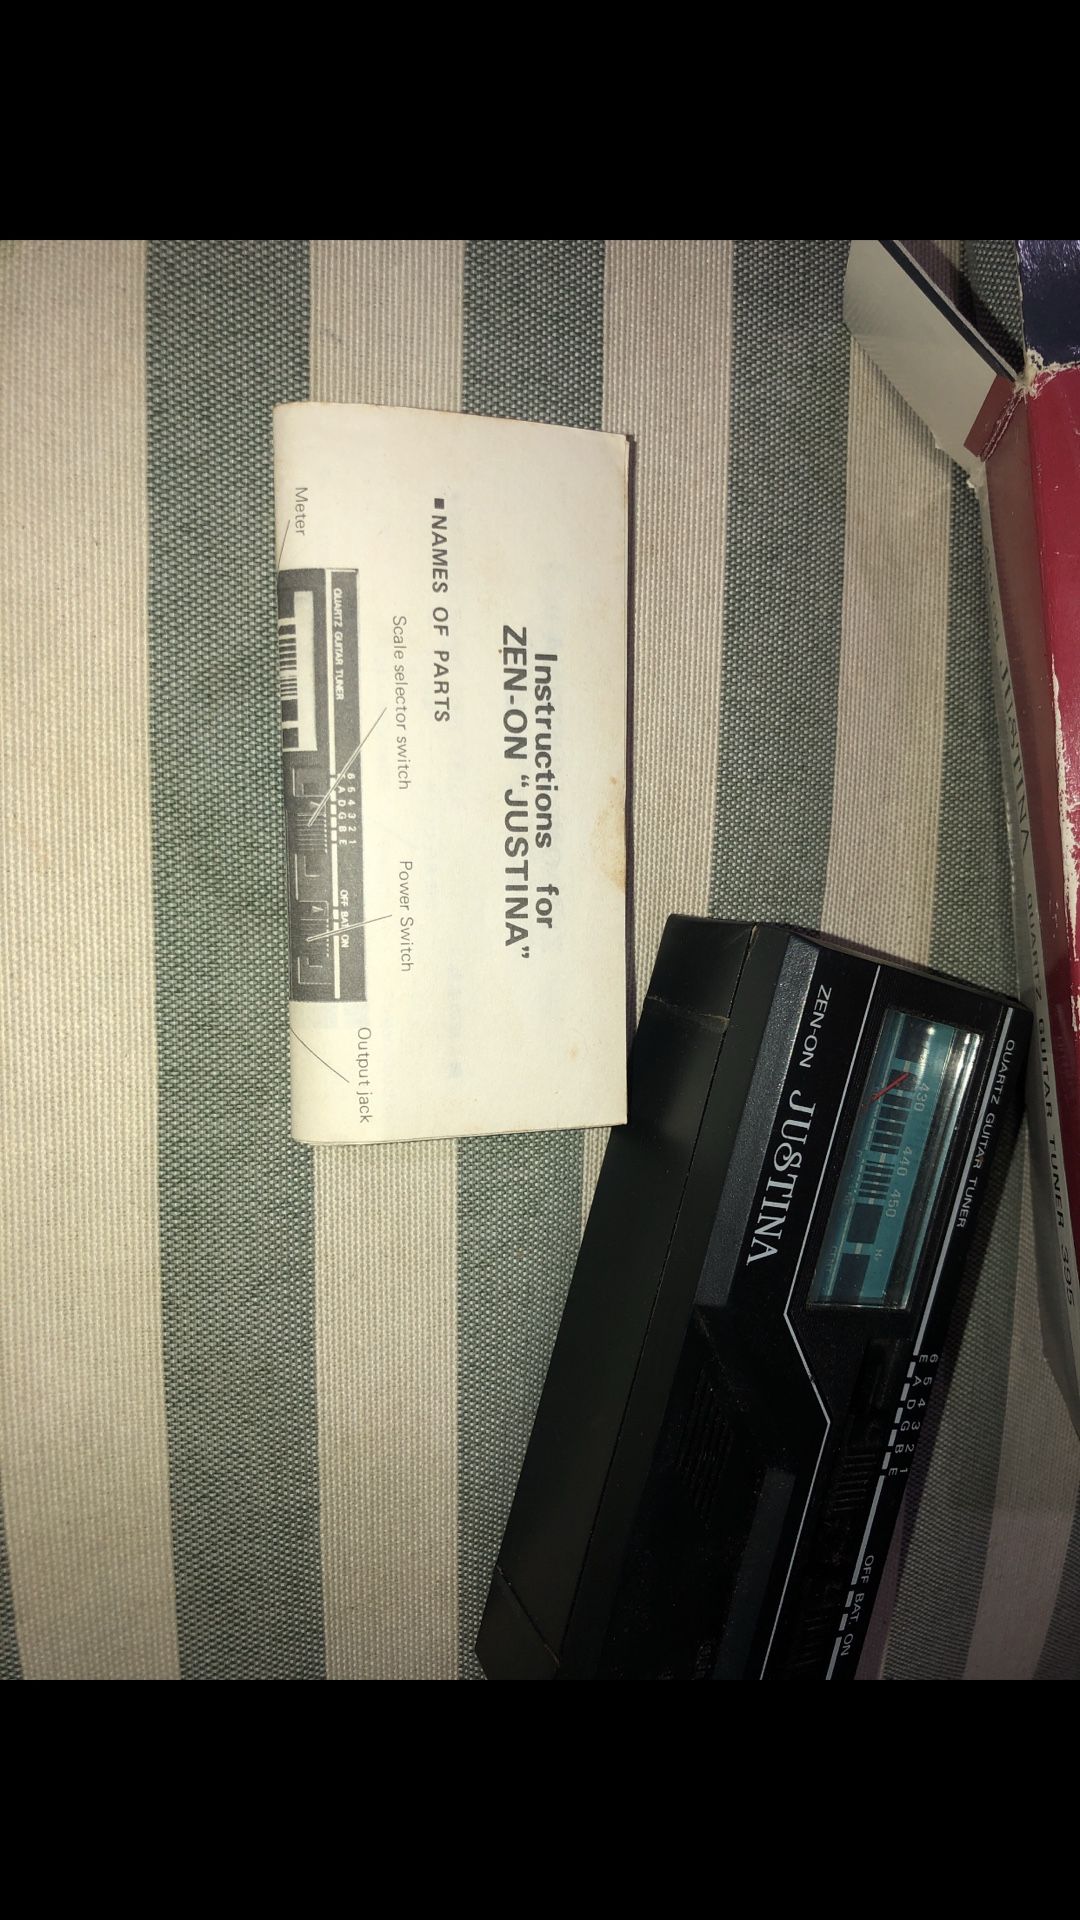 Instructions for
ZEN-ON "JUSTINA"
■ NAMES OF PARTS
Scale selector switch
Power Switch
Output jack
Meter
QUARTZ GUITAR TUNER
6 5 4 3 2 1
A D G B E
OFF BAT. ON
JUSTINA QUARTZ GUITAR TUNER 395
QUARTZ GUITAR TUNER
430 440 450
6 5 4 3 2 1
E A D G B E
OFF BAT. ON
ZEN-ON JUSTINA